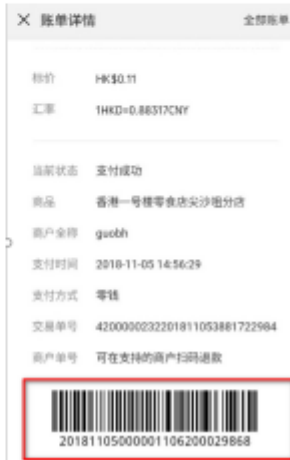 账单详情 全部账单
标价 HK$0.11
汇率 1HKD=0.88317CNY
当前状态 支付成功
商品 香港一号楼零食店尖沙咀分店
商户全称 guobh
支付时间 2018-11-05 14:56:29
支付方式 零钱
交易单号 4200000232201811053881722984
商户单号 可在支持的商户扫码退款
20181105000001106200029868